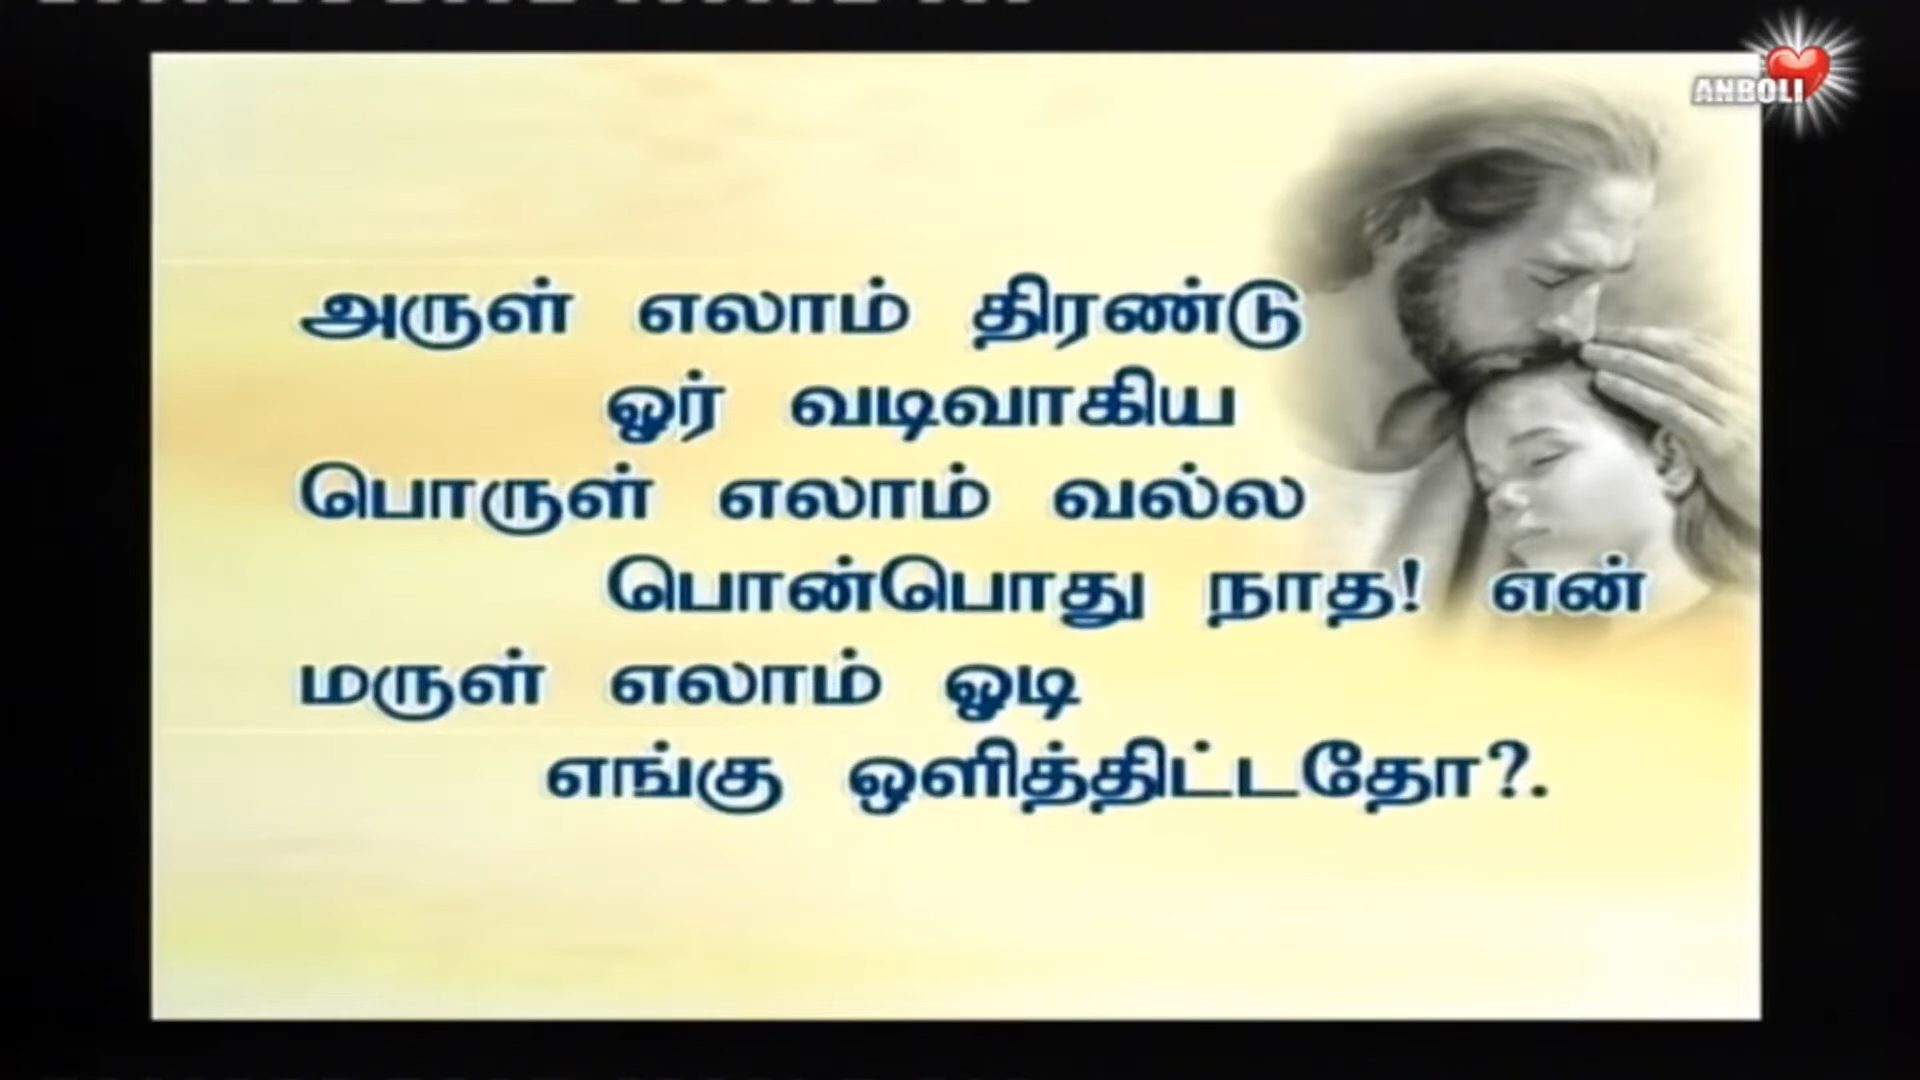 ANBOLI
அருள் எலாம் திரண்டு
ஓர் வடிவாகிய
பொருள் எலாம் வல்ல
பொன்பொது நாத! என்
மருள் எலாம் ஓடி
எங்கு ஒளித்திட்டதோ?.